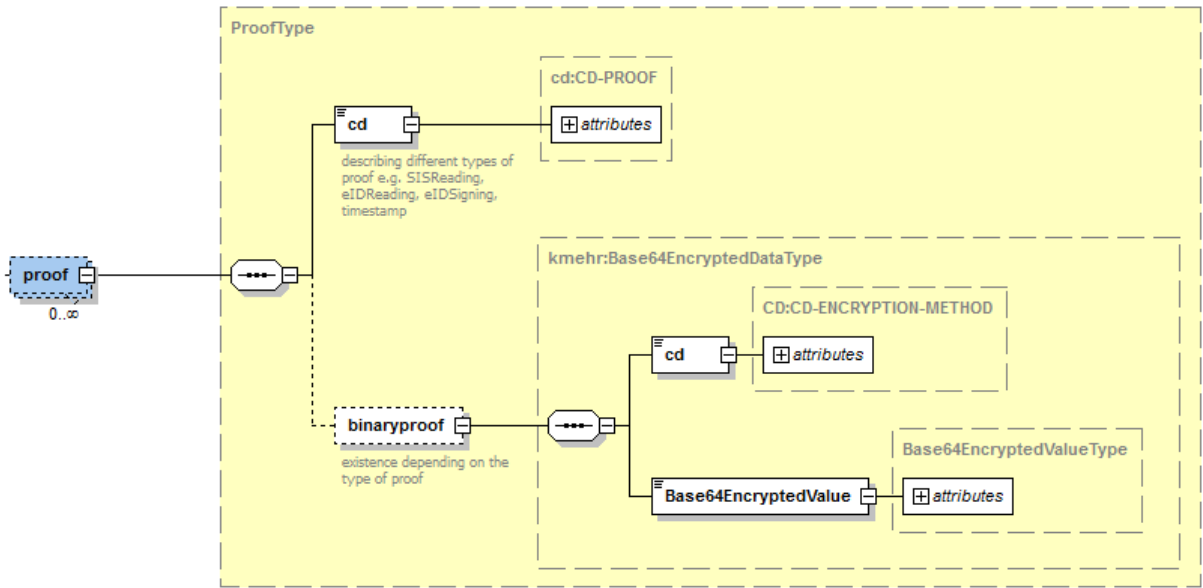 ProofType
cd:CD-PROOF
cd
attributes
describing different types of
proof e.g. SISReading,
eIDReading, eIDSigning,
timestamp
proof
0..∞
kmehr:Base64EncryptedDataType
CD:CD-ENCRYPTION-METHOD
cd
attributes
binaryproof
existence depending on the
type of proof
Base64EncryptedValueType
Base64EncryptedValue
attributes